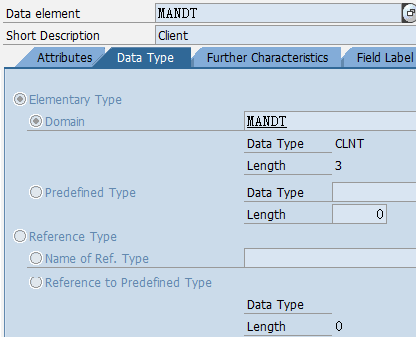 Data element MANDT
Short Description Client
Attributes Data Type Further Characteristics Field Label
Elementary Type
Domain MANDT
Data Type CLNT
Length 3
Predefined Type Data Type
Length 0
Reference Type
Name of Ref. Type
Reference to Predefined Type
Data Type
Length 0